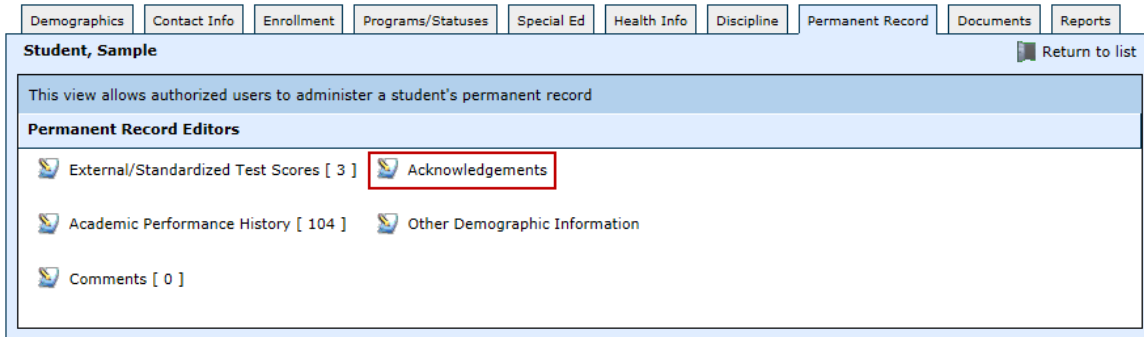 Demographics Contact Info Enrollment Programs/Statuses Special Ed Health Info Discipline Permanent Record Documents Reports
Student, Sample Return to list
This view allows authorized users to administer a student's permanent record
Permanent Record Editors
External/Standardized Test Scores [ 3 ] Acknowledgements
Academic Performance History [ 104 ] Other Demographic Information
Comments [ 0 ]